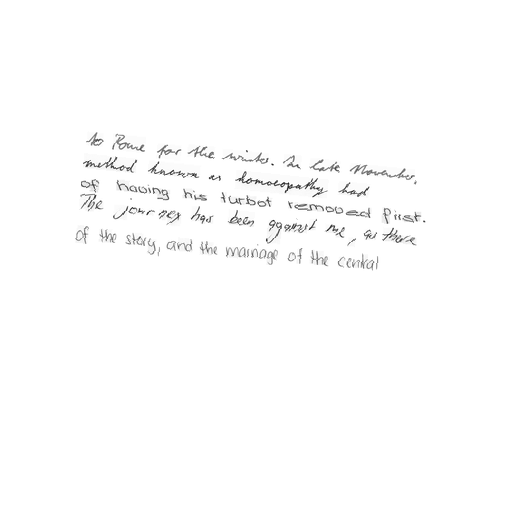 to Rome for the winter. In late November,
method known as homoeopathy had
of having his turbot removed first.
The journey has been against me, as there
of the story, and the marriage of the central